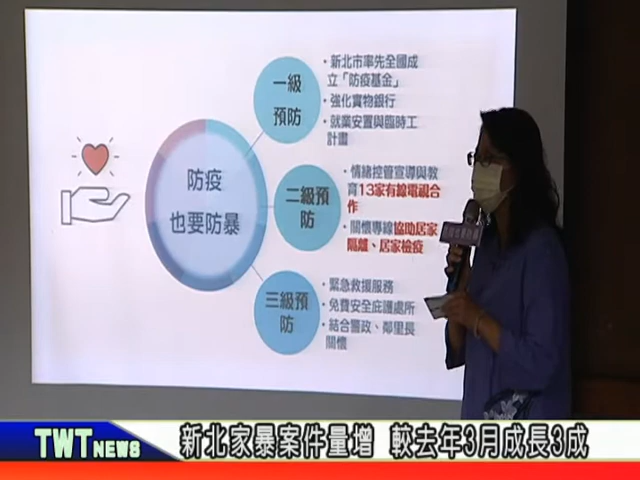 一級
預防
・新北市率先全國成
立「防疫基金」
・強化實物銀行
・就業安置與臨時工
計畫
防疫
也要防暴
二級預
防
・情緒控管宣導與教
育13家有線電視合
作
・關懷專線協助居家
隔離、居家檢疫
三級預
防
・緊急救援服務
・免費安全庇護處所
・結合警政、鄰里長
關懷
TWT NEWS
新北家暴案件量增 較去年3月成長3成